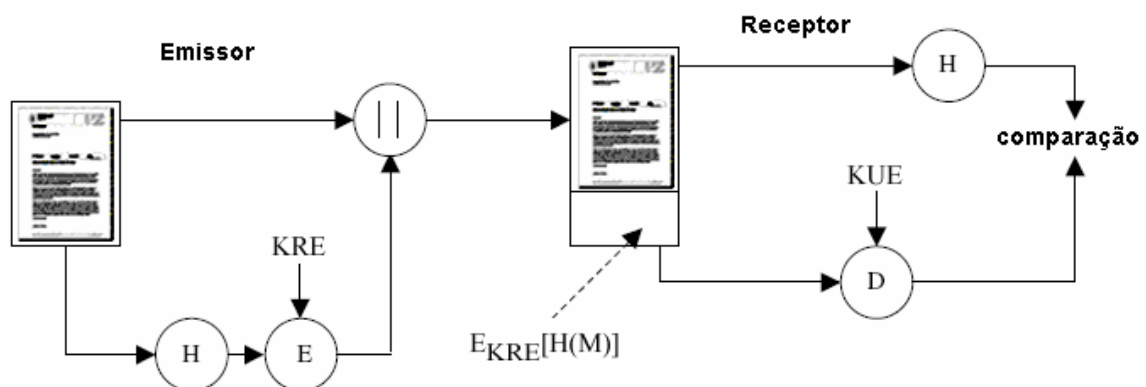 Emissor
Receptor
H
| |
comparação
KUE
KRE
D
E_KRE[H(M)]
H
E